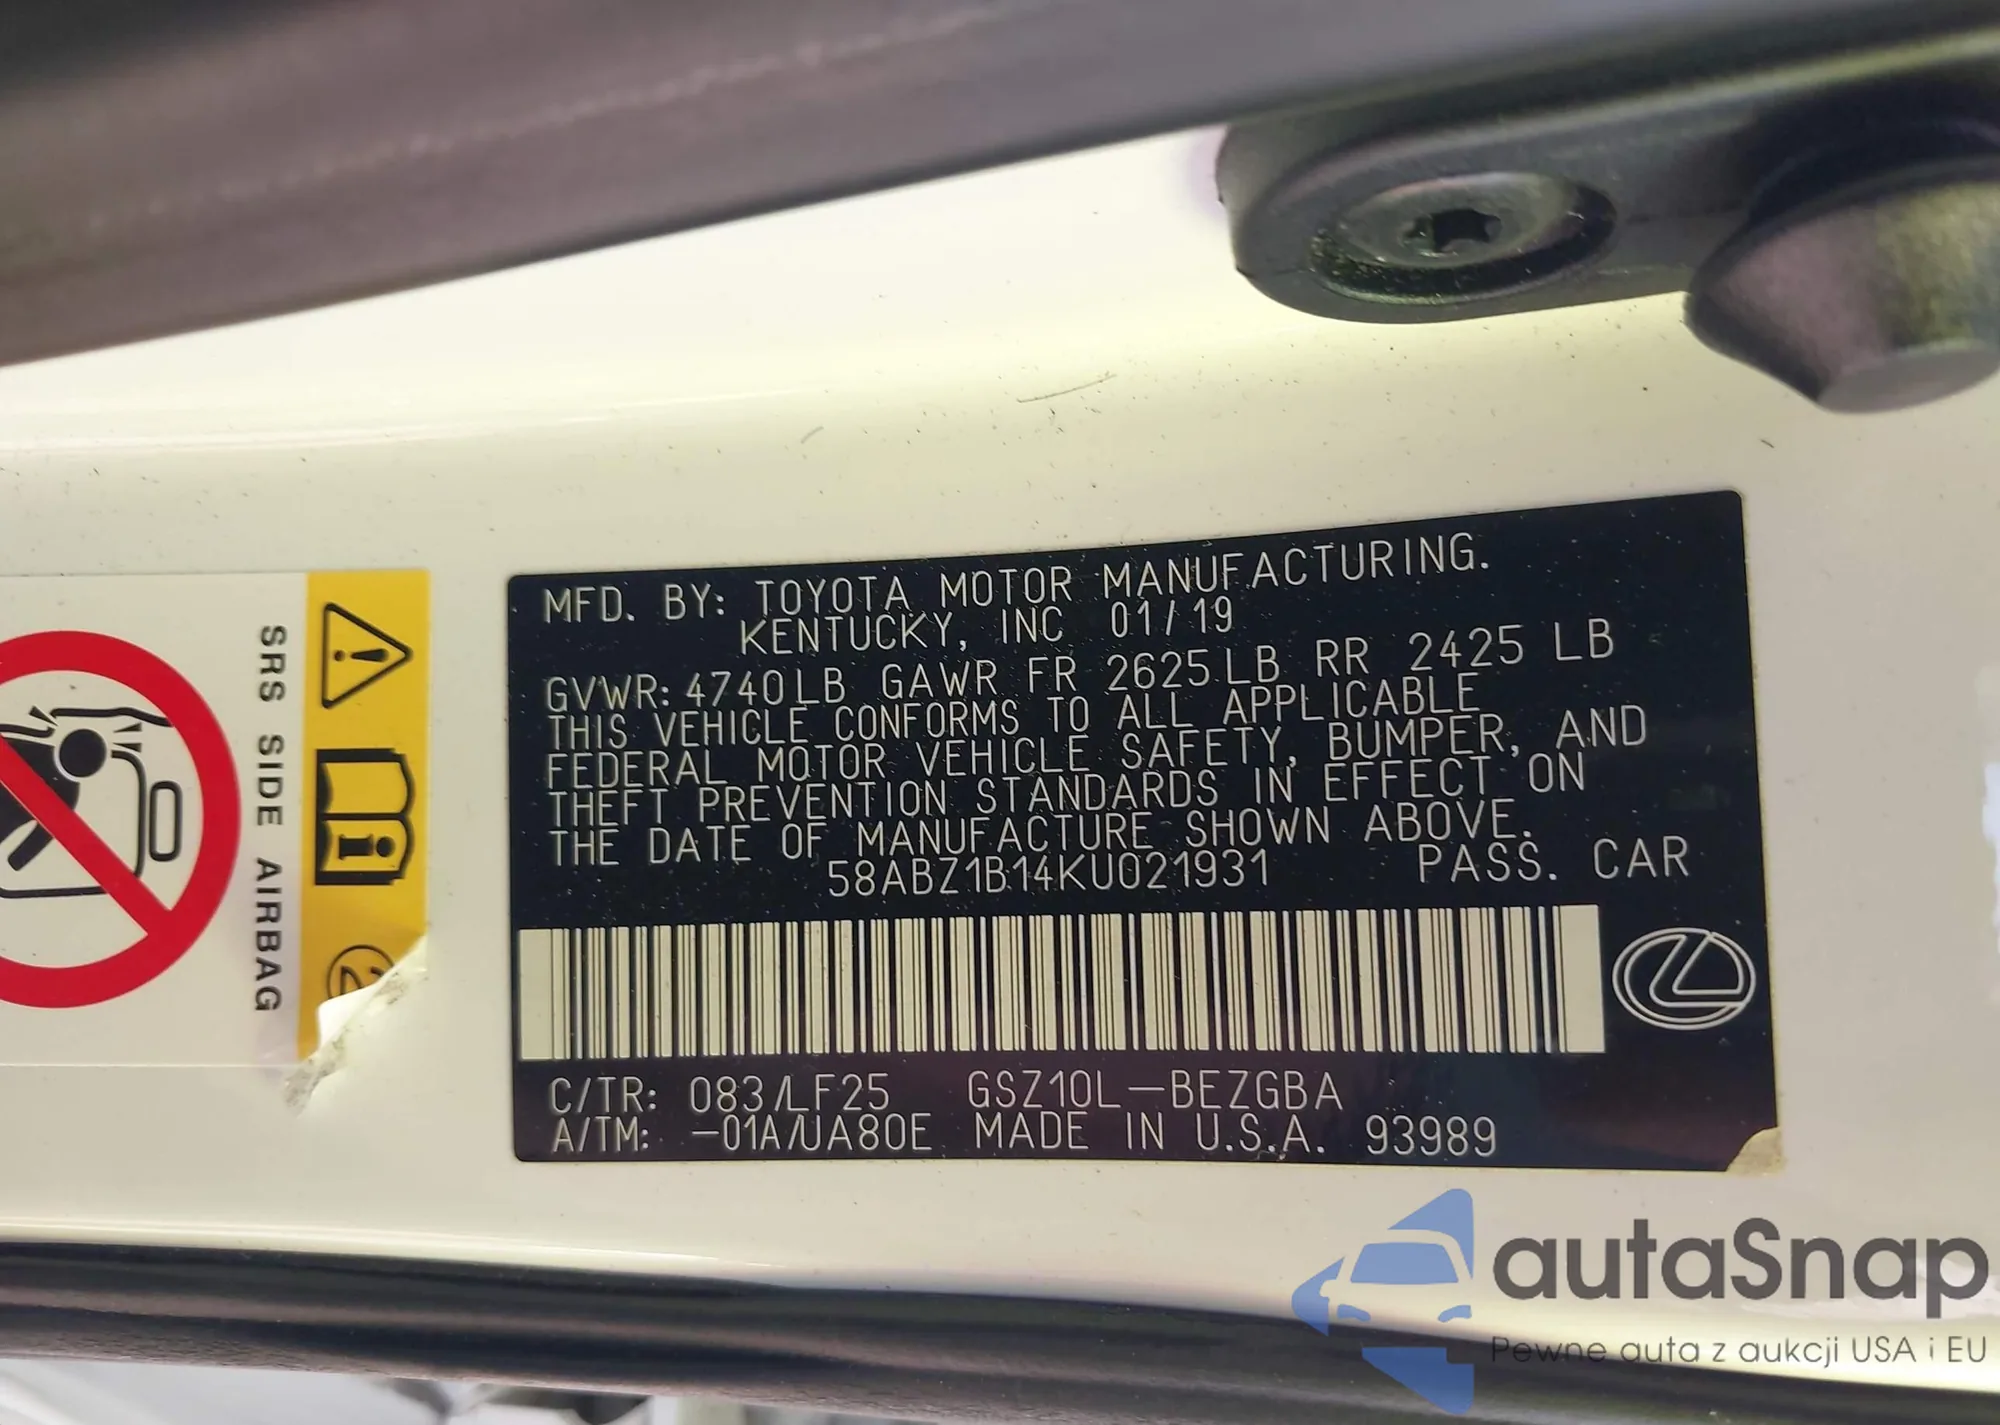 MFD. BY: TOYOTA MOTOR MANUFACTURING.
KENTUCKY, INC 01/19
GVWR: 4740LB GAWR FR 2625LB RR 2425 LB
THIS VEHICLE CONFORMS TO ALL APPLICABLE
FEDERAL MOTOR VEHICLE SAFETY, BUMPER, AND
THEFT PREVENTION STANDARDS IN EFFECT ON
THE DATE OF MANUFACTURE SHOWN ABOVE.
58ABZ1B14KU021931 PASS. CAR
C/TR: 083/LF25 GSZ10L-BEZGBA
A/TM: -01A/UA80E MADE IN U.S.A. 93989
SRS SIDE AIRBAG
2
autaSnap
Pewne auta z aukcji USA i EU